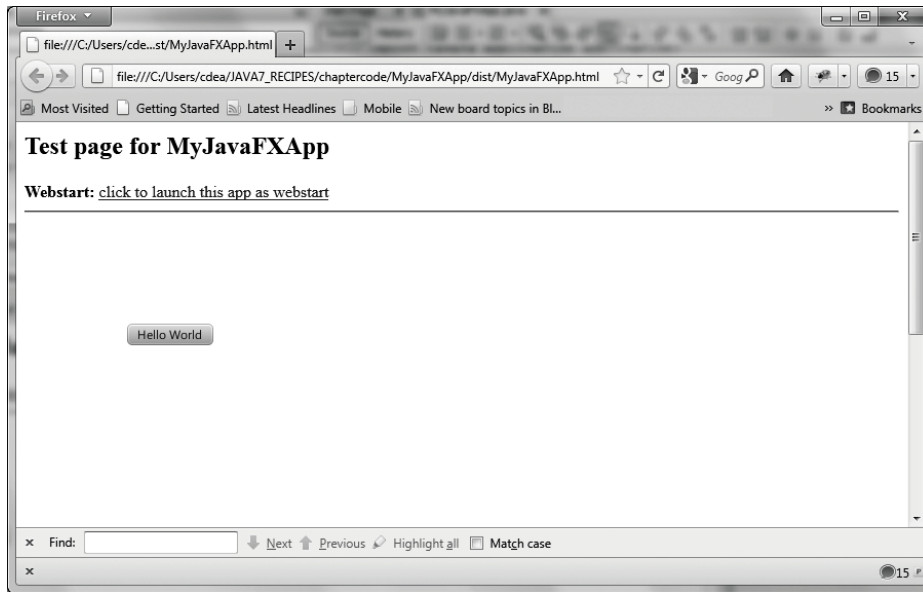 Firefox
file:///C:/Users/cde...st/MyJavaFXApp.html +
file:///C:/Users/cdea/JAVA7_RECIPES/chaptercode/MyJavaFXApp/dist/MyJavaFXApp.html Goog 15
Most Visited Getting Started Latest Headlines Mobile New board topics in Bl... » Bookmarks
Test page for MyJavaFXApp
Webstart: click to launch this app as webstart
Hello World
× Find: Next Previous Highlight all Match case
× 15